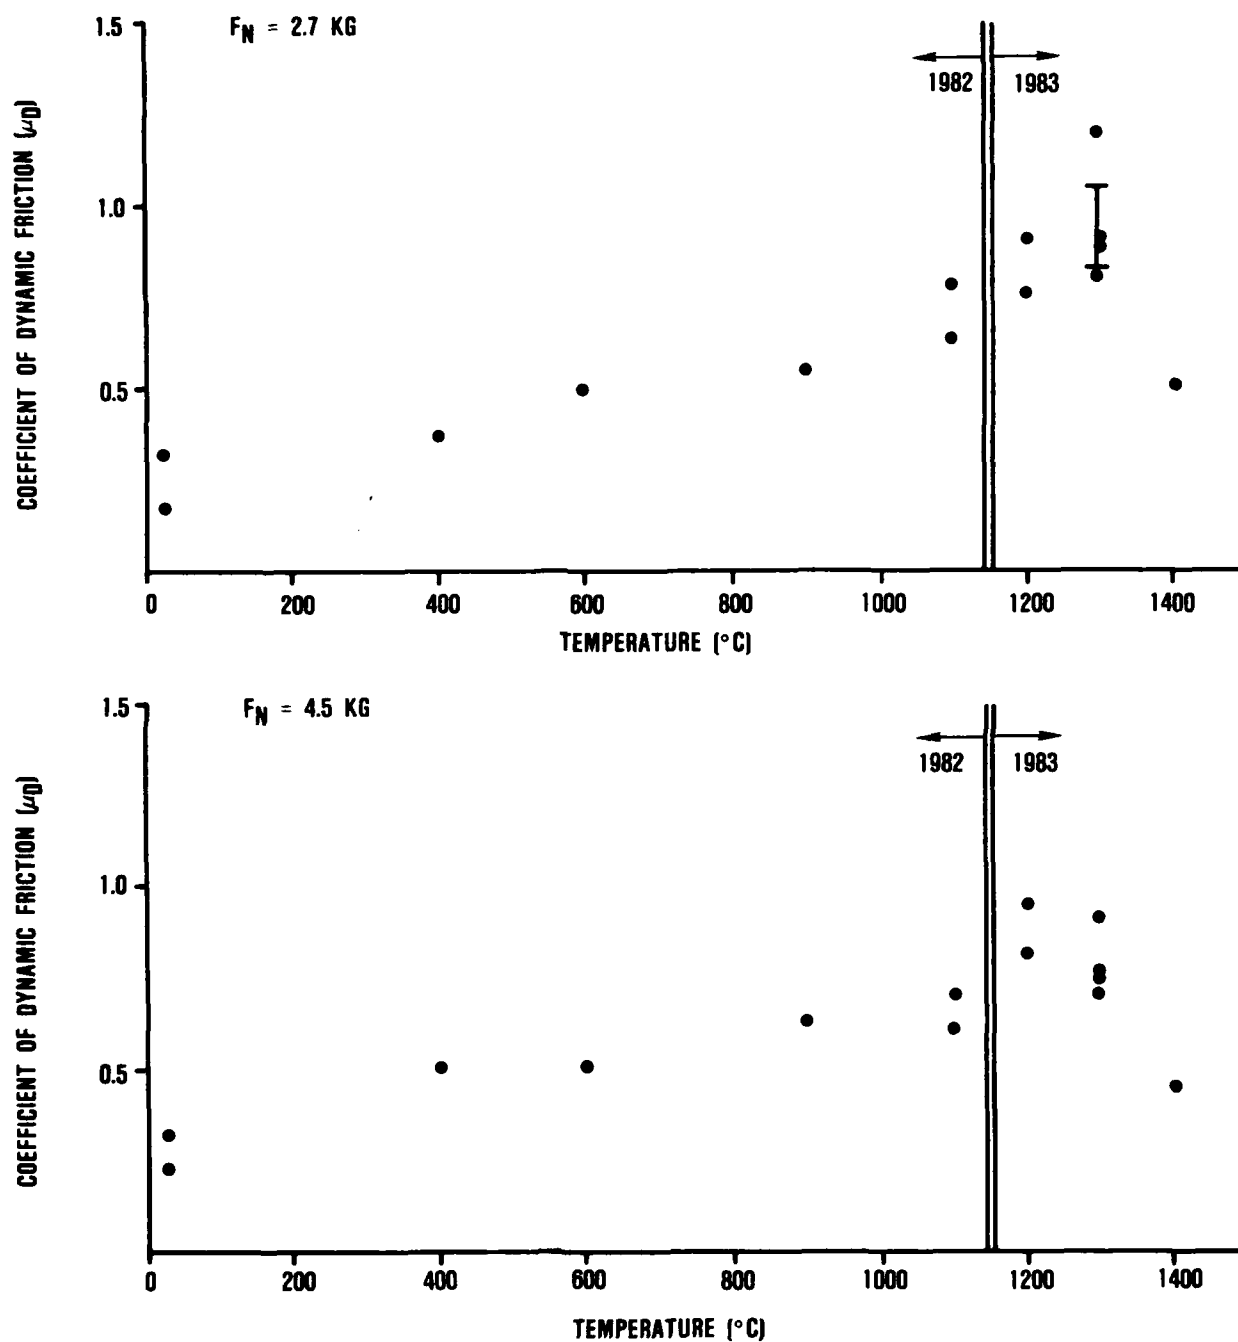 F_N = 2.7 KG
1982 1983
1.5
1.0
0.5
COEFFICIENT OF DYNAMIC FRICTION (μ_D)
0 200 400 600 800 1000 1200 1400
TEMPERATURE (°C)
F_N = 4.5 KG
1982 1983
1.5
1.0
0.5
COEFFICIENT OF DYNAMIC FRICTION (μ_D)
0 200 400 600 800 1000 1200 1400
TEMPERATURE (°C)